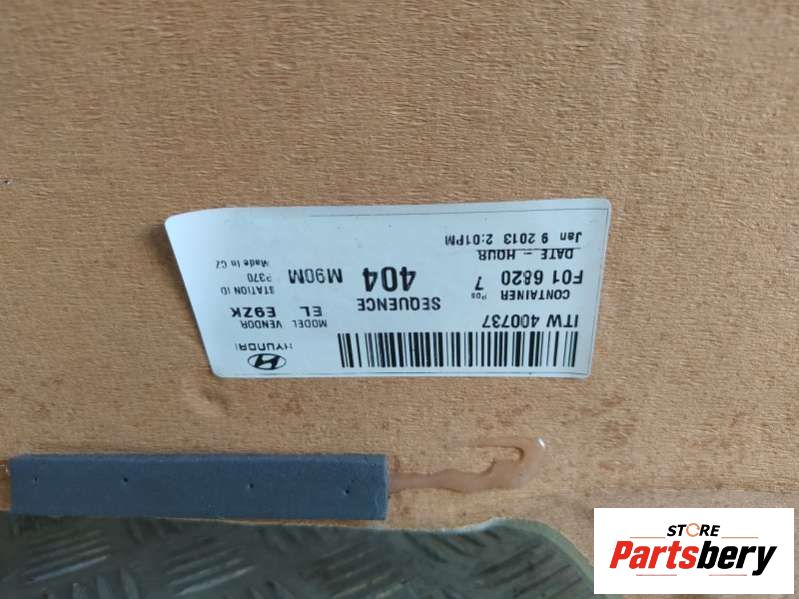 ITW 400737
HYUNDAI
CONTAINER Pos
F01 6820 7
SEQUENCE
404 M90M
MODEL VENDOR
EL E9ZK
STATION ID
DATE - HOUR
Jan 9 2013 2:01PM
Made in CZ
STORE
Partsbery